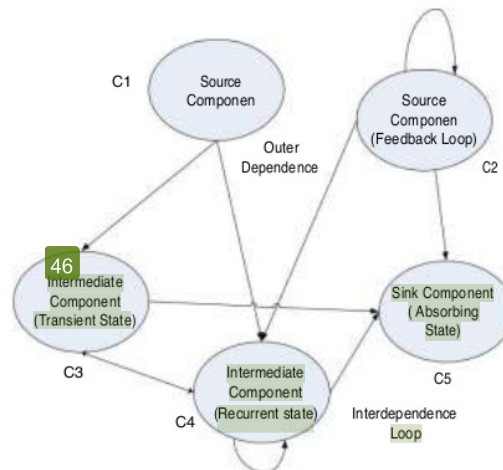 C1
Source
Componen
Source
Componen
(Feedback Loop)
C2
Outer
Dependence
46
Intermediate
Component
(Transient State)
C3
Sink Component
( Absorbing
State)
C5
Intermediate
Component
(Recurrent state)
C4
Interdependence
Loop